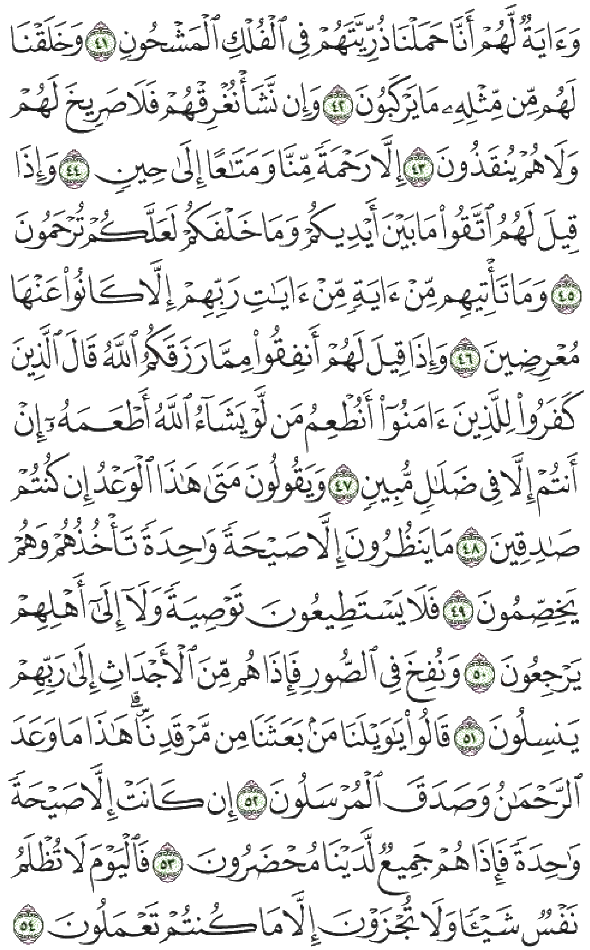 وَءَايَةٌ لَّهُمْ أَنَّا حَمَلْنَا ذُرِّيَّتَهُمْ فِي الْفُلْكِ الْمَشْحُونِ ٤١ وَخَلَقْنَا
لَهُم مِّن مِّثْلِهِۦ مَا يَرْكَبُونَ ٤٢ وَإِن نَّشَأْ نُغْرِقْهُمْ فَلَا صَرِيخَ لَهُمْ
وَلَا هُمْ يُنقَذُونَ ٤٣ إِلَّا رَحْمَةً مِّنَّا وَمَتَٰعًا إِلَىٰ حِينٍ ٤٤ وَإِذَا
قِيلَ لَهُمُ ٱتَّقُوا۟ مَا بَيْنَ أَيْدِيكُمْ وَمَا خَلْفَكُمْ لَعَلَّكُمْ تُرْحَمُونَ
٤٥ وَمَا تَأْتِيهِم مِّنْ ءَايَةٍ مِّنْ ءَايَٰتِ رَبِّهِمْ إِلَّا كَانُوا۟ عَنْهَا
مُعْرِضِينَ ٤٦ وَإِذَا قِيلَ لَهُمْ أَنفِقُوا۟ مِمَّا رَزَقَكُمُ ٱللَّهُ قَالَ ٱلَّذِينَ
كَفَرُوا۟ لِلَّذِينَ ءَامَنُوٓا۟ أَنُطْعِمُ مَن لَّوْ يَشَآءُ ٱللَّهُ أَطْعَمَهُۥٓ إِنْ
أَنتُمْ إِلَّا فِي ضَلَٰلٍ مُّبِينٍ ٤٧ وَيَقُولُونَ مَتَىٰ هَٰذَا ٱلْوَعْدُ إِن كُنتُمْ
صَٰدِقِينَ ٤٨ مَا يَنظُرُونَ إِلَّا صَيْحَةً وَٰحِدَةً تَأْخُذُهُمْ وَهُمْ
يَخِصِّمُونَ ٤٩ فَلَا يَسْتَطِيعُونَ تَوْصِيَةً وَلَآ إِلَىٰٓ أَهْلِهِمْ
يَرْجِعُونَ ٥٠ وَنُفِخَ فِي ٱلصُّورِ فَإِذَا هُم مِّنَ ٱلْأَجْدَاثِ إِلَىٰ رَبِّهِمْ
يَنسِلُونَ ٥١ قَالُوا۟ يَٰوَيْلَنَا مَنۢ بَعَثَنَا مِن مَّرْقَدِنَا ۜ ۗ هَٰذَا مَا وَعَدَ
ٱلرَّحْمَٰنُ وَصَدَقَ ٱلْمُرْسَلُونَ ٥٢ إِن كَانَتْ إِلَّا صَيْحَةً
وَٰحِدَةً فَإِذَا هُمْ جَمِيعٌ لَّدَيْنَا مُحْضَرُونَ ٥٣ فَٱلْيَوْمَ لَا تُظْلَمُ
نَفْسٌ شَيْـًٔا وَلَا تُجْزَوْنَ إِلَّا مَا كُنتُمْ تَعْمَلُونَ ٥٤